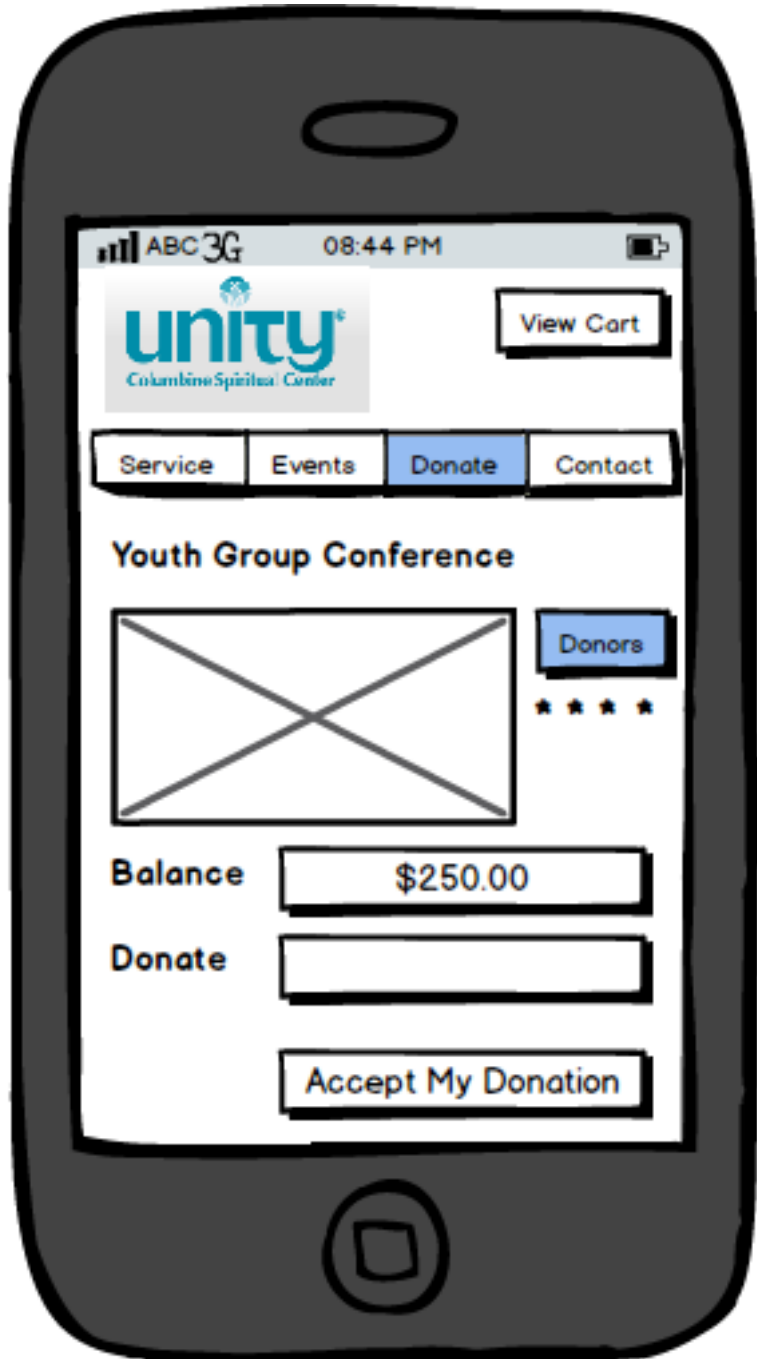 ABC 3G 08:44 PM
unity
Columbine Spiritual Center
View Cart
Service Events Donate Contact
Youth Group Conference
Donors
Balance $250.00
Donate
Accept My Donation